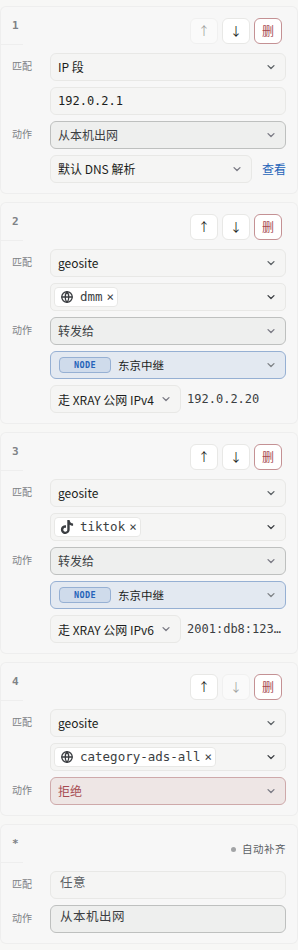 1 ↑ ↓ 删
匹配 IP 段
192.0.2.1
动作 从本机出网
默认 DNS 解析 查看
2 ↑ ↓ 删
匹配 geosite
dmm ×
动作 转发给
NODE 东京中继
走 XRAY 公网 IPv4 192.0.2.20
3 ↑ ↓ 删
匹配 geosite
tiktok ×
动作 转发给
NODE 东京中继
走 XRAY 公网 IPv6 2001:db8:123…
4 ↑ ↓ 删
匹配 geosite
category-ads-all ×
动作 拒绝
* 自动补齐
匹配 任意
动作 从本机出网